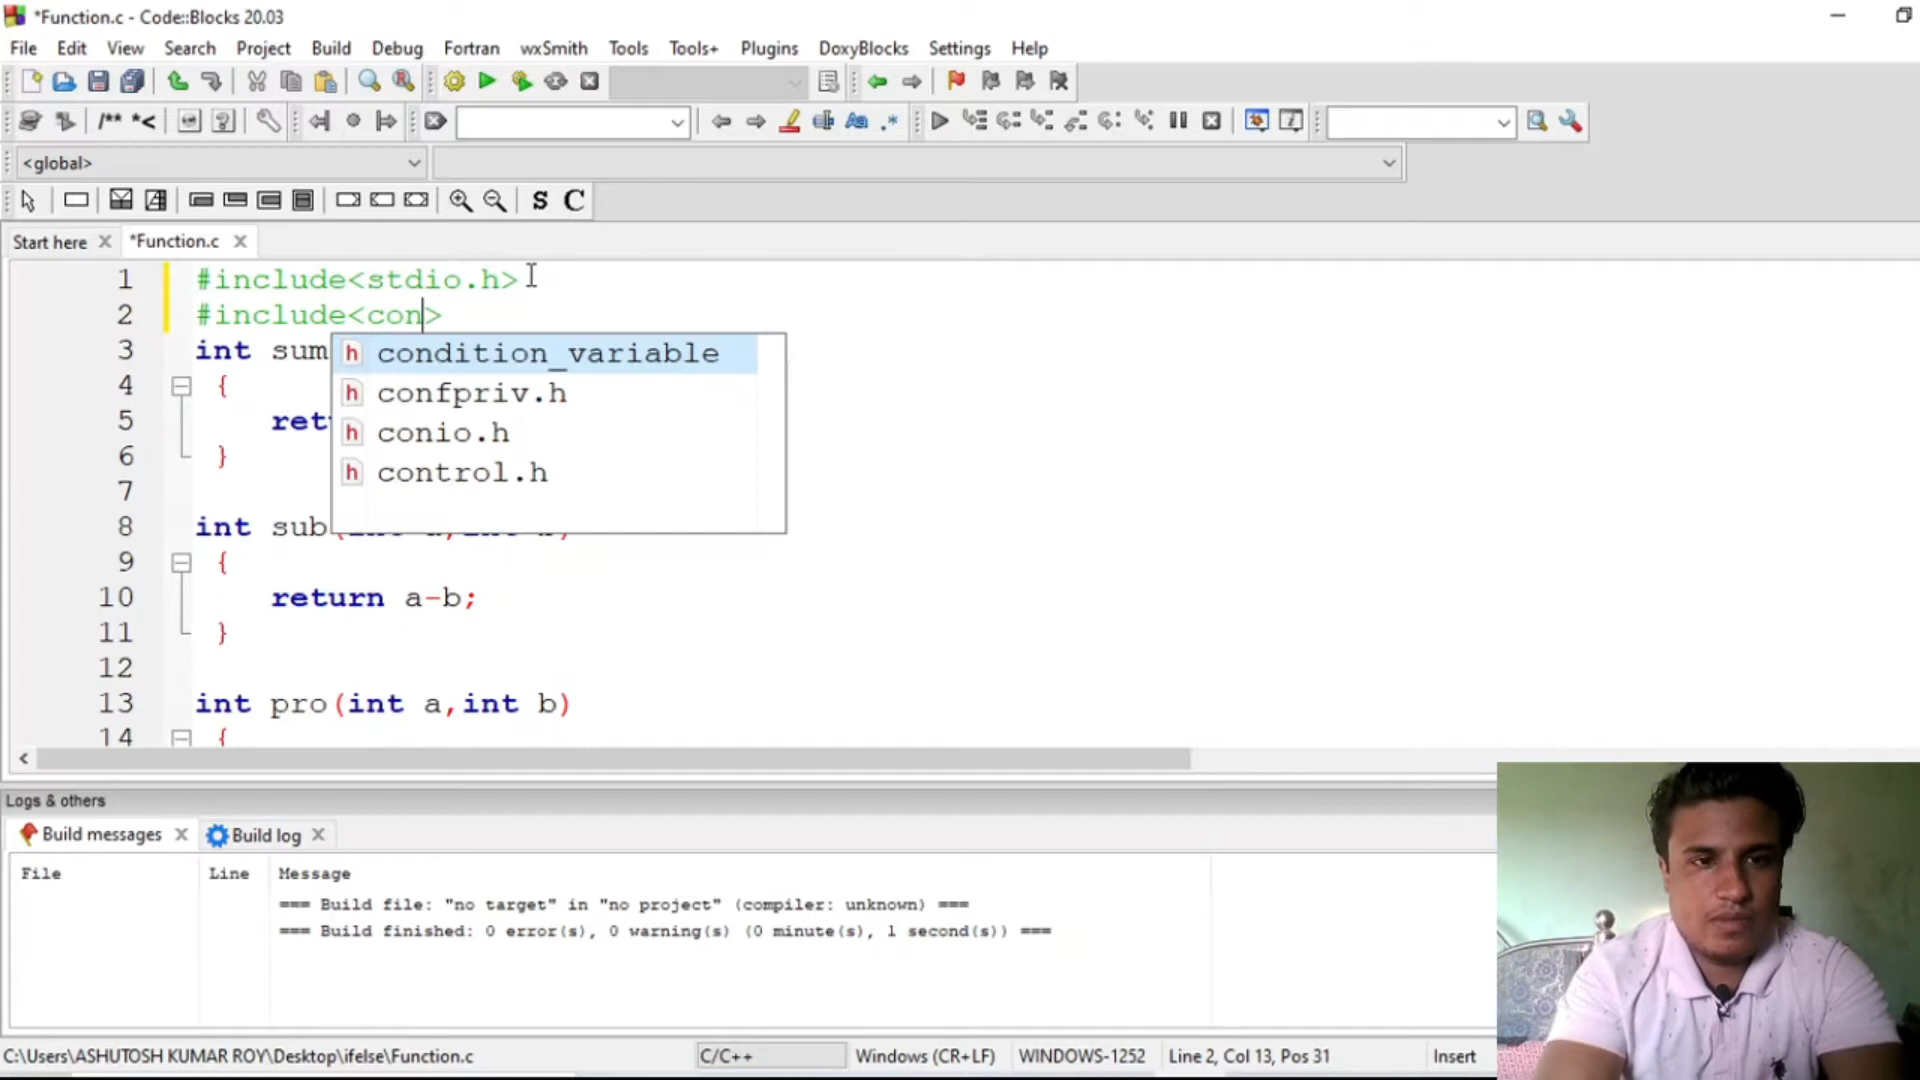 *Function.c - Code::Blocks 20.03
File Edit View Search Project Build Debug Fortran wxSmith Tools Tools+ Plugins DoxyBlocks Settings Help
/** *<
Aa .*
<global>
S C
Start here *Function.c
1 #include<stdio.h>
2 #include<con>
3 int sum
condition_variable
4 {
confpriv.h
5 ret
conio.h
6 }
control.h
7
8 int sub(int a,int b)
9 {
10 return a-b;
11 }
12
13 int pro(int a,int b)
14 {
Logs & others
Build messages Build log
File Line Message
=== Build file: "no target" in "no project" (compiler: unknown) ===
=== Build finished: 0 error(s), 0 warning(s) (0 minute(s), 1 second(s)) ===
C:\Users\ASHUTOSH KUMAR ROY\Desktop\ifelse\Function.c C/C++ Windows (CR+LF) WINDOWS-1252 Line 2, Col 13, Pos 31 Insert